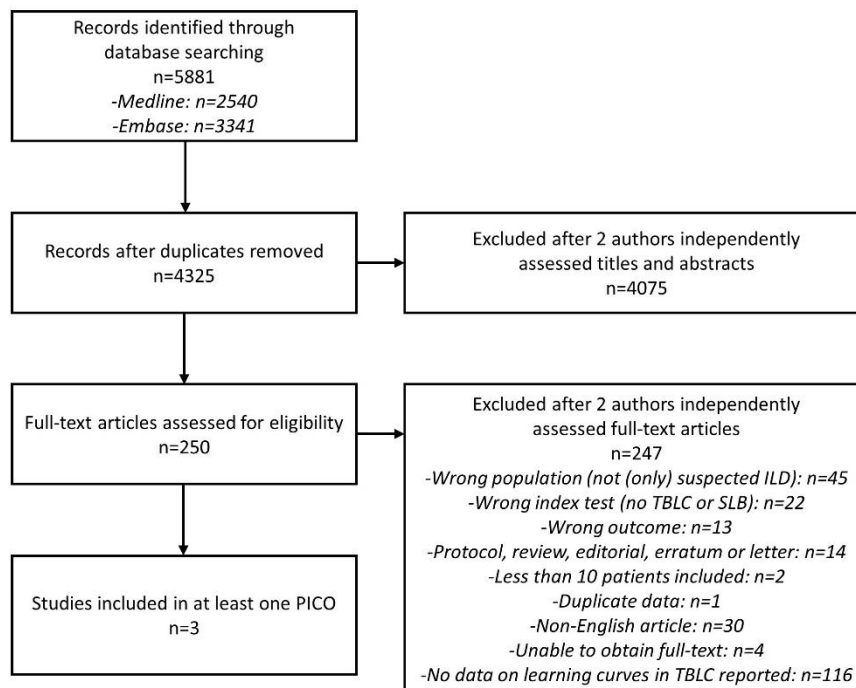 Records identified through
database searching
n=5881
-Medline: n=2540
-Embase: n=3341
Records after duplicates removed
n=4325
Excluded after 2 authors independently
assessed titles and abstracts
n=4075
Full-text articles assessed for eligibility
n=250
Excluded after 2 authors independently
assessed full-text articles
n=247
-Wrong population (not (only) suspected ILD): n=45
-Wrong index test (no TBLC or SLB): n=22
-Wrong outcome: n=13
-Protocol, review, editorial, erratum or letter: n=14
-Less than 10 patients included: n=2
-Duplicate data: n=1
-Non-English article: n=30
-Unable to obtain full-text: n=4
-No data on learning curves in TBLC reported: n=116
Studies included in at least one PICO
n=3